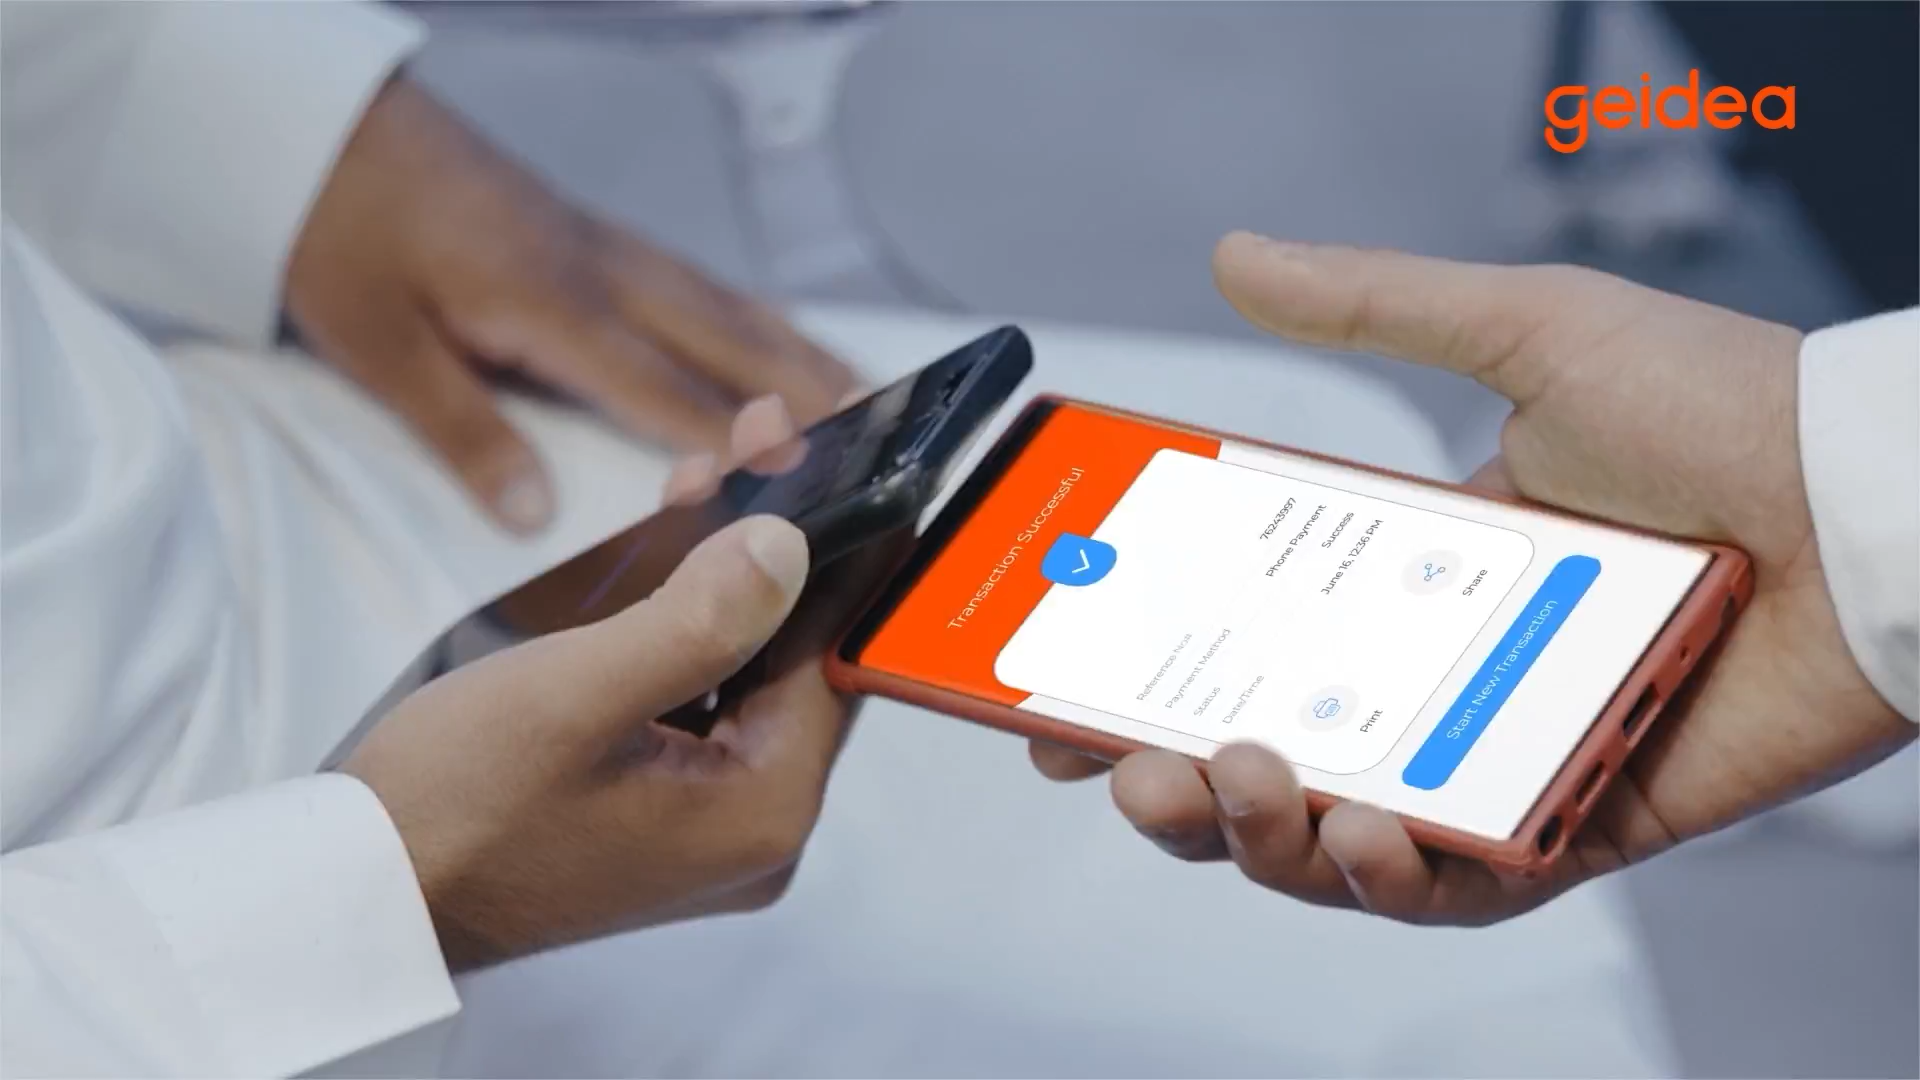 geidea
Transaction Successful
Reference No#
76243997
Payment Method
Phone Payment
Status
Success
Date/Time
June 16, 12:36 PM
Print
Share
Start New Transaction